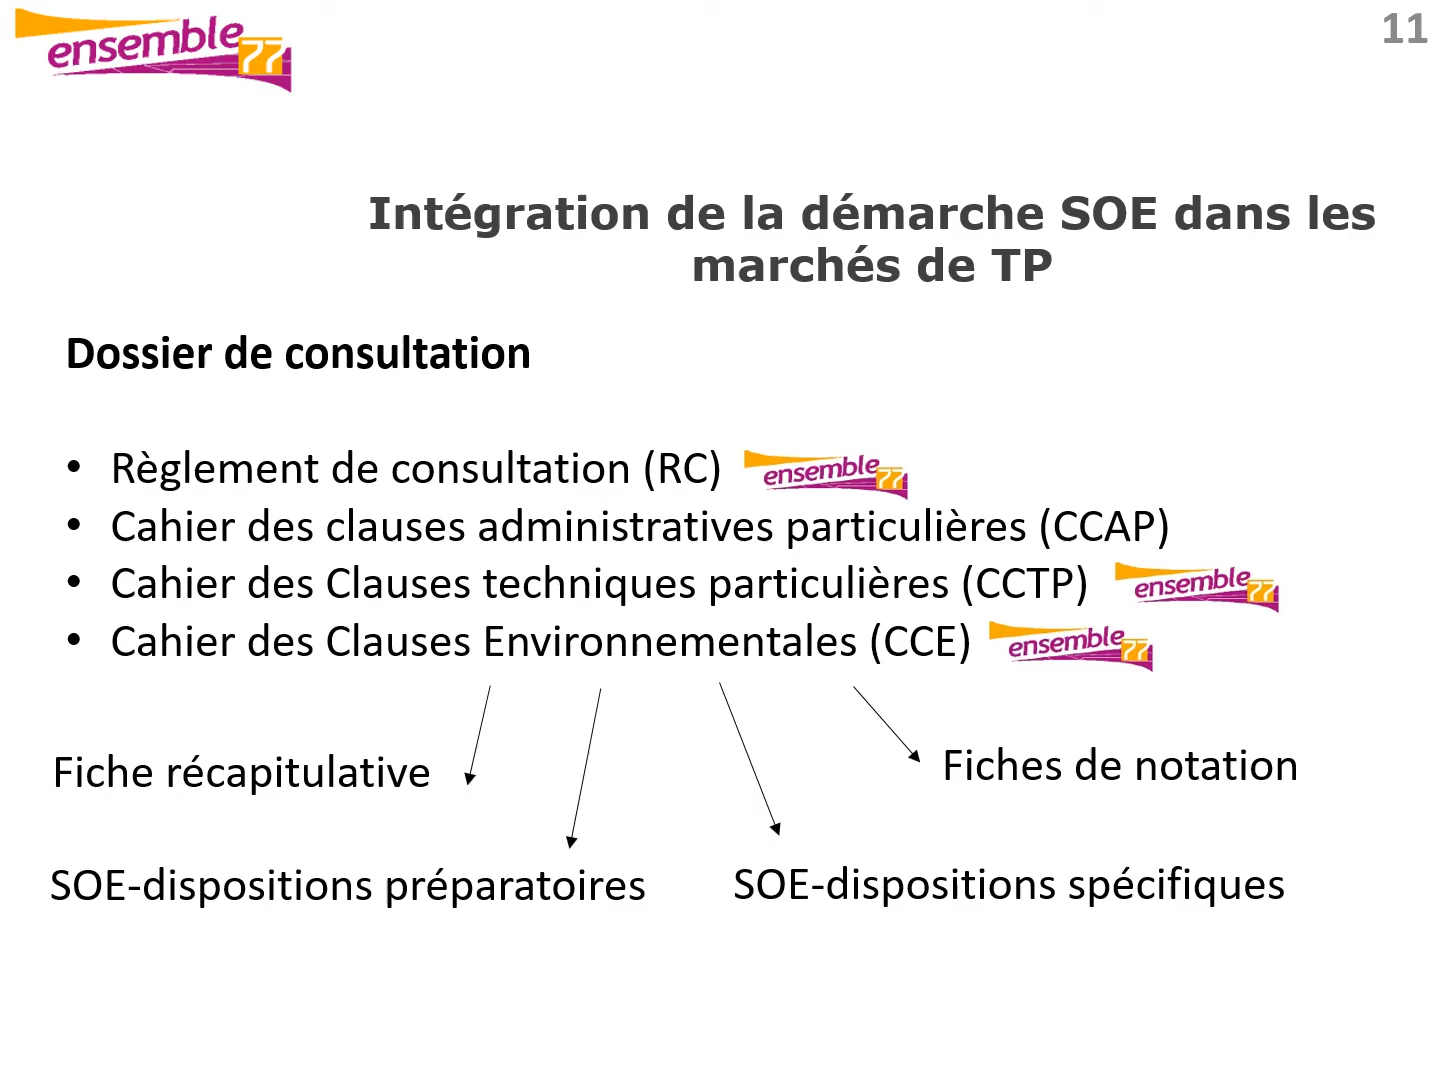 ensemble 77
11
Intégration de la démarche SOE dans les
marchés de TP
Dossier de consultation
• Règlement de consultation (RC) ensemble 77
• Cahier des clauses administratives particulières (CCAP)
• Cahier des Clauses techniques particulières (CCTP) ensemble 77
• Cahier des Clauses Environnementales (CCE) ensemble 77
Fiche récapitulative
Fiches de notation
SOE-dispositions préparatoires
SOE-dispositions spécifiques